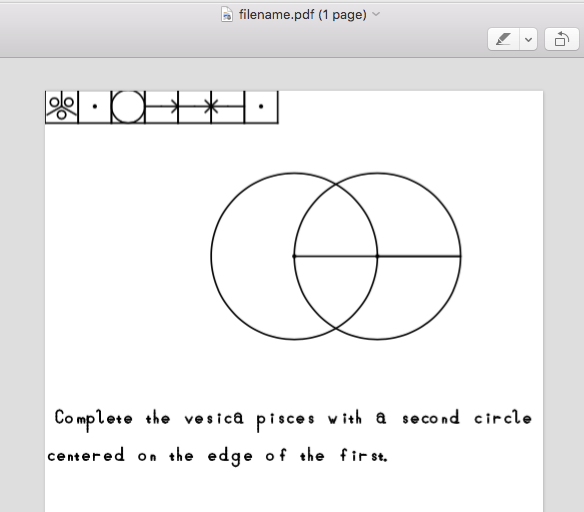 filename.pdf (1 page)
Complete the vesica pisces with a second circle
centered on the edge of the first.